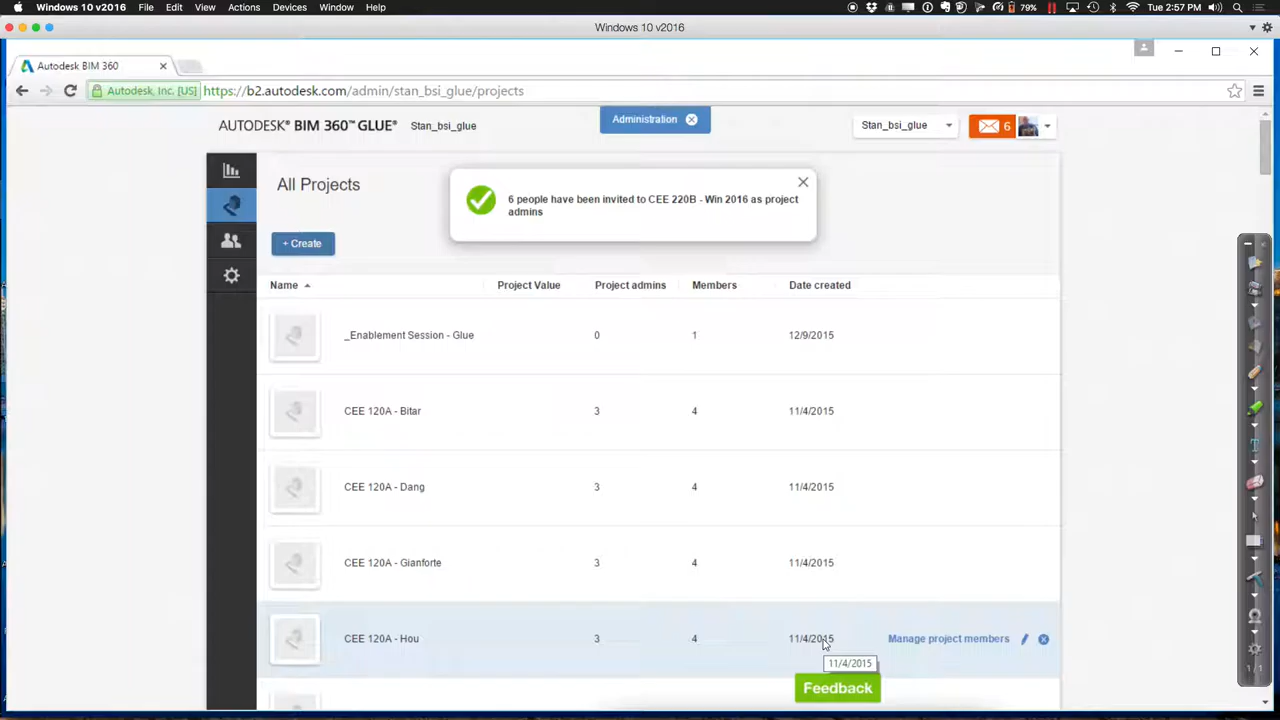 Windows 10 v2016 File Edit View Actions Devices Window Help 79% Tue 2:57 PM
Windows 10 v2016
Autodesk BIM 360
Autodesk, Inc. [US] https://b2.autodesk.com/admin/stan_bsi_glue/projects
AUTODESK® BIM 360™ GLUE® Stan_bsi_glue Administration Stan_bsi_glue 6
All Projects
6 people have been invited to CEE 220B - Win 2016 as project
admins
+ Create
Name Project Value Project admins Members Date created
_Enablement Session - Glue 0 1 12/9/2015
CEE 120A - Bitar 3 4 11/4/2015
CEE 120A - Dang 3 4 11/4/2015
CEE 120A - Gianforte 3 4 11/4/2015
CEE 120A - Hou 3 4 11/4/2015 Manage project members
11/4/2015
Feedback
1 / 1